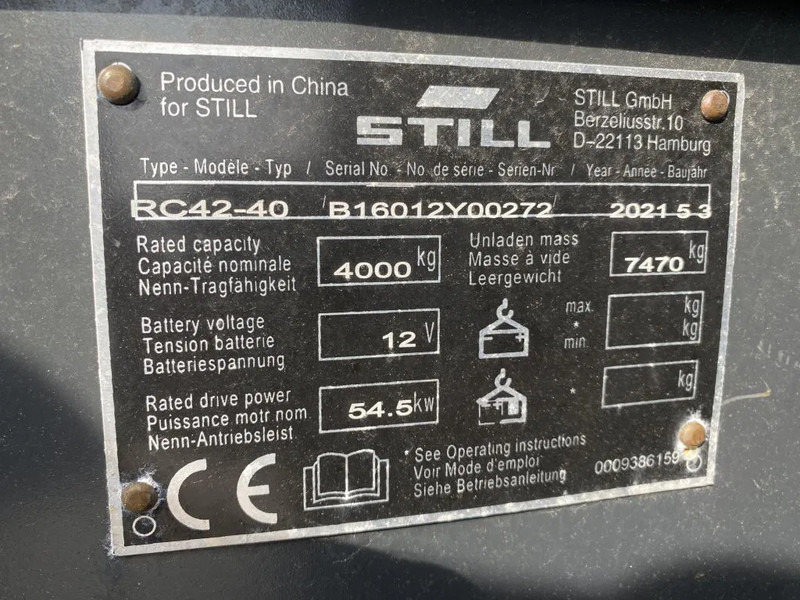 Produced in China
for STILL
STILL
STILL GmbH
Berzeliusstr.10
D-22113 Hamburg
Type - Modèle - Typ / Serial No. - No. de série - Serien-Nr / Year - Année - Baujahr
RC42-40 / B16012Y00272 / 2021 5 3
Rated capacity
Capacité nominale
Nenn-Tragfähigkeit
4000 kg
Unladen mass
Masse à vide
Leergewicht
7470 kg
Battery voltage
Tension batterie
Batteriespannung
12 V
max.
*
min.
kg
kg
Rated drive power
Puissance motr nom
Nenn-Antriebsleist
54.5 kw
*
kg
CE
*See Operating instructions
Voir Mode d'emploi
Siehe Betriebsanleitung
0009386159